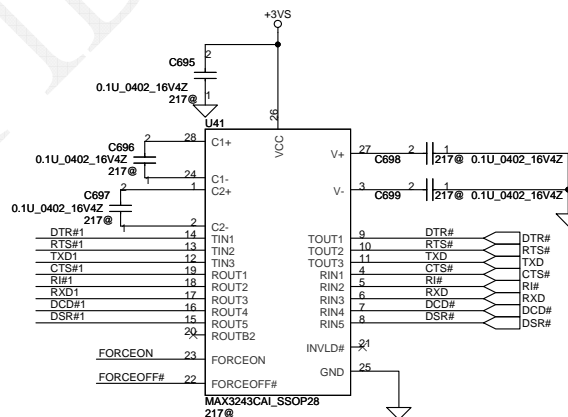 +3VS
C695
0.1U_0402_16V4Z
217@
2
1
U41
26
VCC
C696
0.1U_0402_16V4Z
217@
2
1
28
C1+
24
C1-
C697
0.1U_0402_16V4Z
217@
2
1
1
C2+
2
C2-
V+
27
2
1
C698
217@
0.1U_0402_16V4Z
V-
3
2
1
C699
217@
0.1U_0402_16V4Z
DTR#1 14 TIN1 TOUT1 9 DTR# DTR#
RTS#1 13 TIN2 TOUT2 10 RTS# RTS#
TXD1 12 TIN3 TOUT3 11 TXD TXD
CTS#1 19 ROUT1 RIN1 4 CTS# CTS#
RI#1 18 ROUT2 RIN2 5 RI# RI#
RXD1 17 ROUT3 RIN3 6 RXD RXD
DCD#1 16 ROUT4 RIN4 7 DCD# DCD#
DSR#1 15 ROUT5 RIN5 8 DSR# DSR#
20 ROUTB2
INVLD# 21
FORCEON 23 FORCEON
GND 25
FORCEOFF# 22 FORCEOFF#
MAX3243CAI_SSOP28
217@